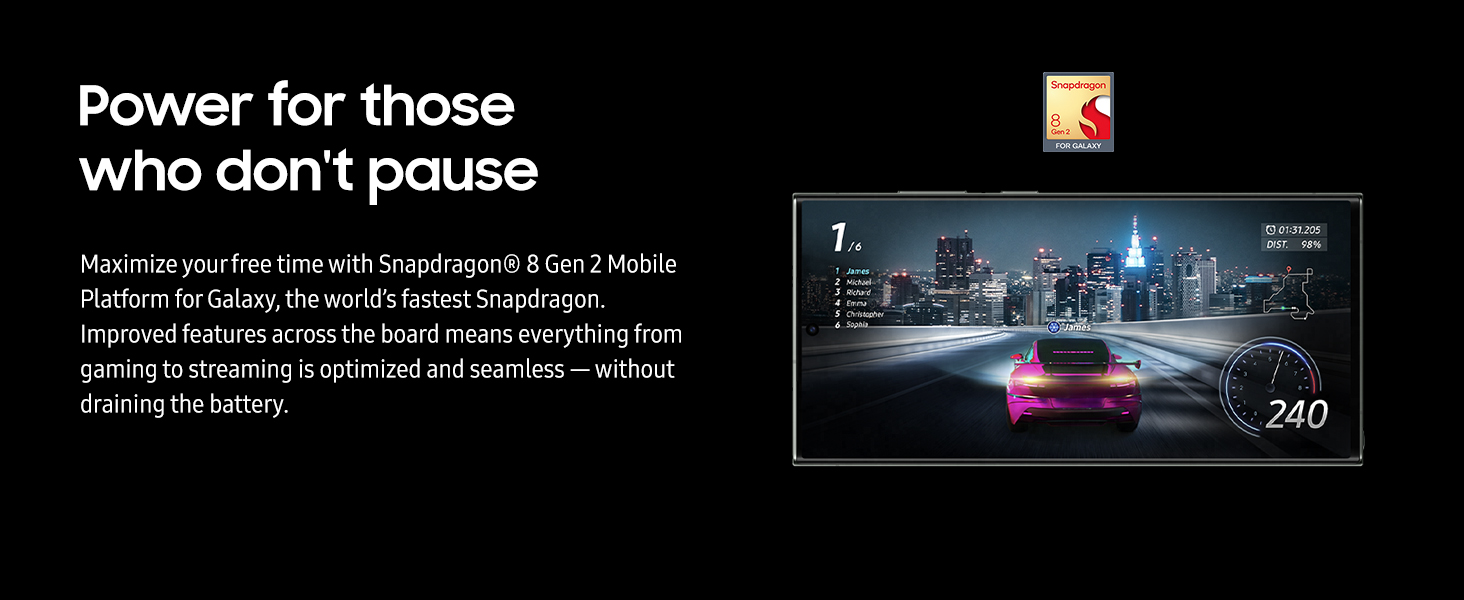 Power for those
who don't pause
Maximize your free time with Snapdragon® 8 Gen 2 Mobile
Platform for Galaxy, the world's fastest Snapdragon.
Improved features across the board means everything from
gaming to streaming is optimized and seamless — without
draining the battery.
Snapdragon
8
Gen 2
FOR GALAXY
1/6
1 James
2 Michael
3 Richard
4 Emma
5 Christopher
6 Sophia
01:31.205
DIST. 98%
James
240